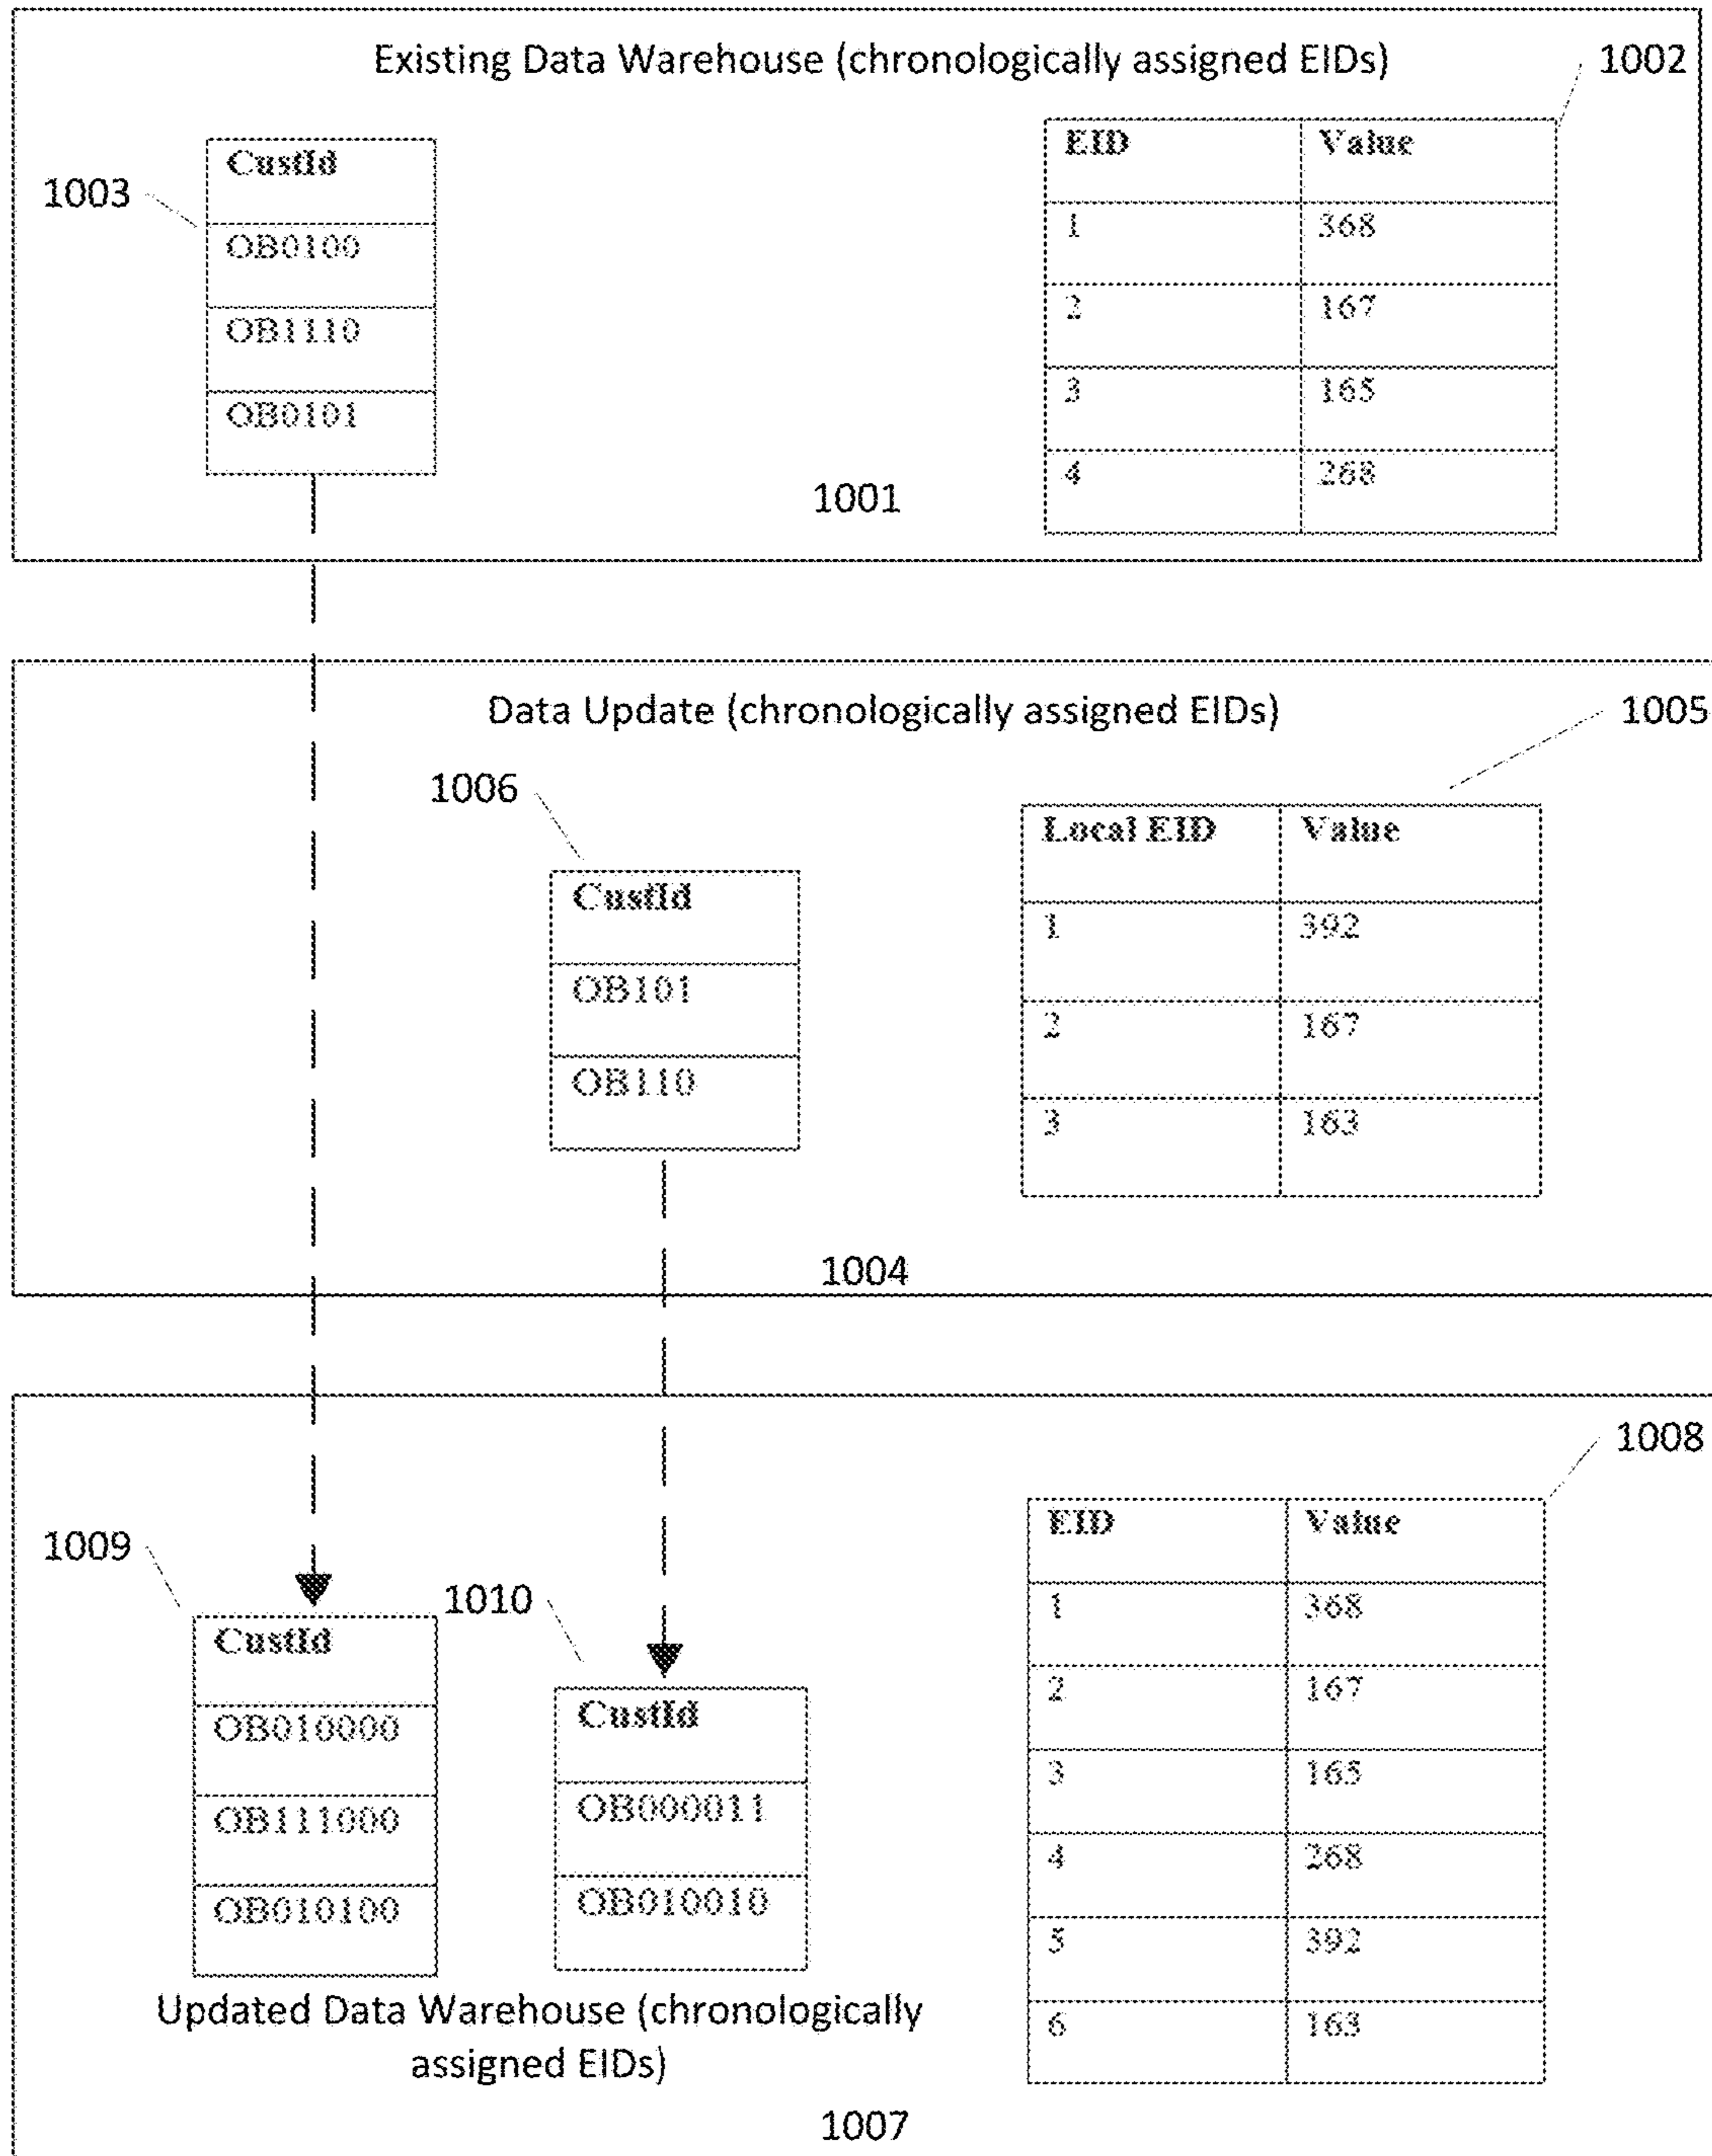 Existing Data Warehouse (chronologically assigned EIDs)
1002
1003
CustId
OB0100
OB1110
OB0101
EID Value
1 368
2 167
3 165
4 268
1001
Data Update (chronologically assigned EIDs)
1005
1006
CustId
OB101
OB110
Local EID Value
1 392
2 167
3 163
1004
1008
1009
CustId
OB010000
OB111000
OB010100
1010
CustId
OB000011
OB010010
EID Value
1 368
2 167
3 165
4 268
5 392
6 163
Updated Data Warehouse (chronologically
assigned EIDs)
1007